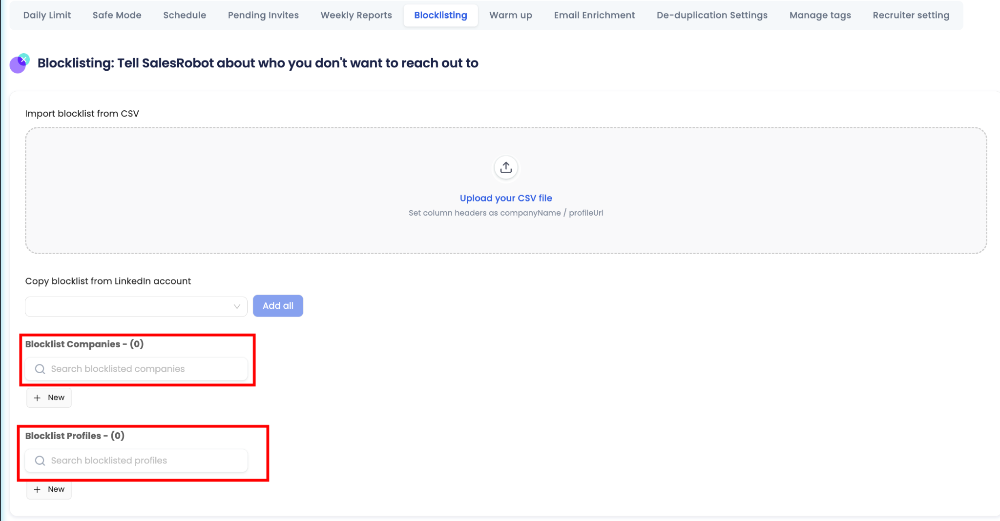 Daily Limit Safe Mode Schedule Pending Invites Weekly Reports Blocklisting Warm up Email Enrichment De-duplication Settings Manage tags Recruiter setting
Blocklisting: Tell SalesRobot about who you don't want to reach out to
Import blocklist from CSV
Upload your CSV file
Set column headers as companyName / profileUrl
Copy blocklist from LinkedIn account
Add all
Blocklist Companies - (0)
Search blocklisted companies
+ New
Blocklist Profiles - (0)
Search blocklisted profiles
+ New